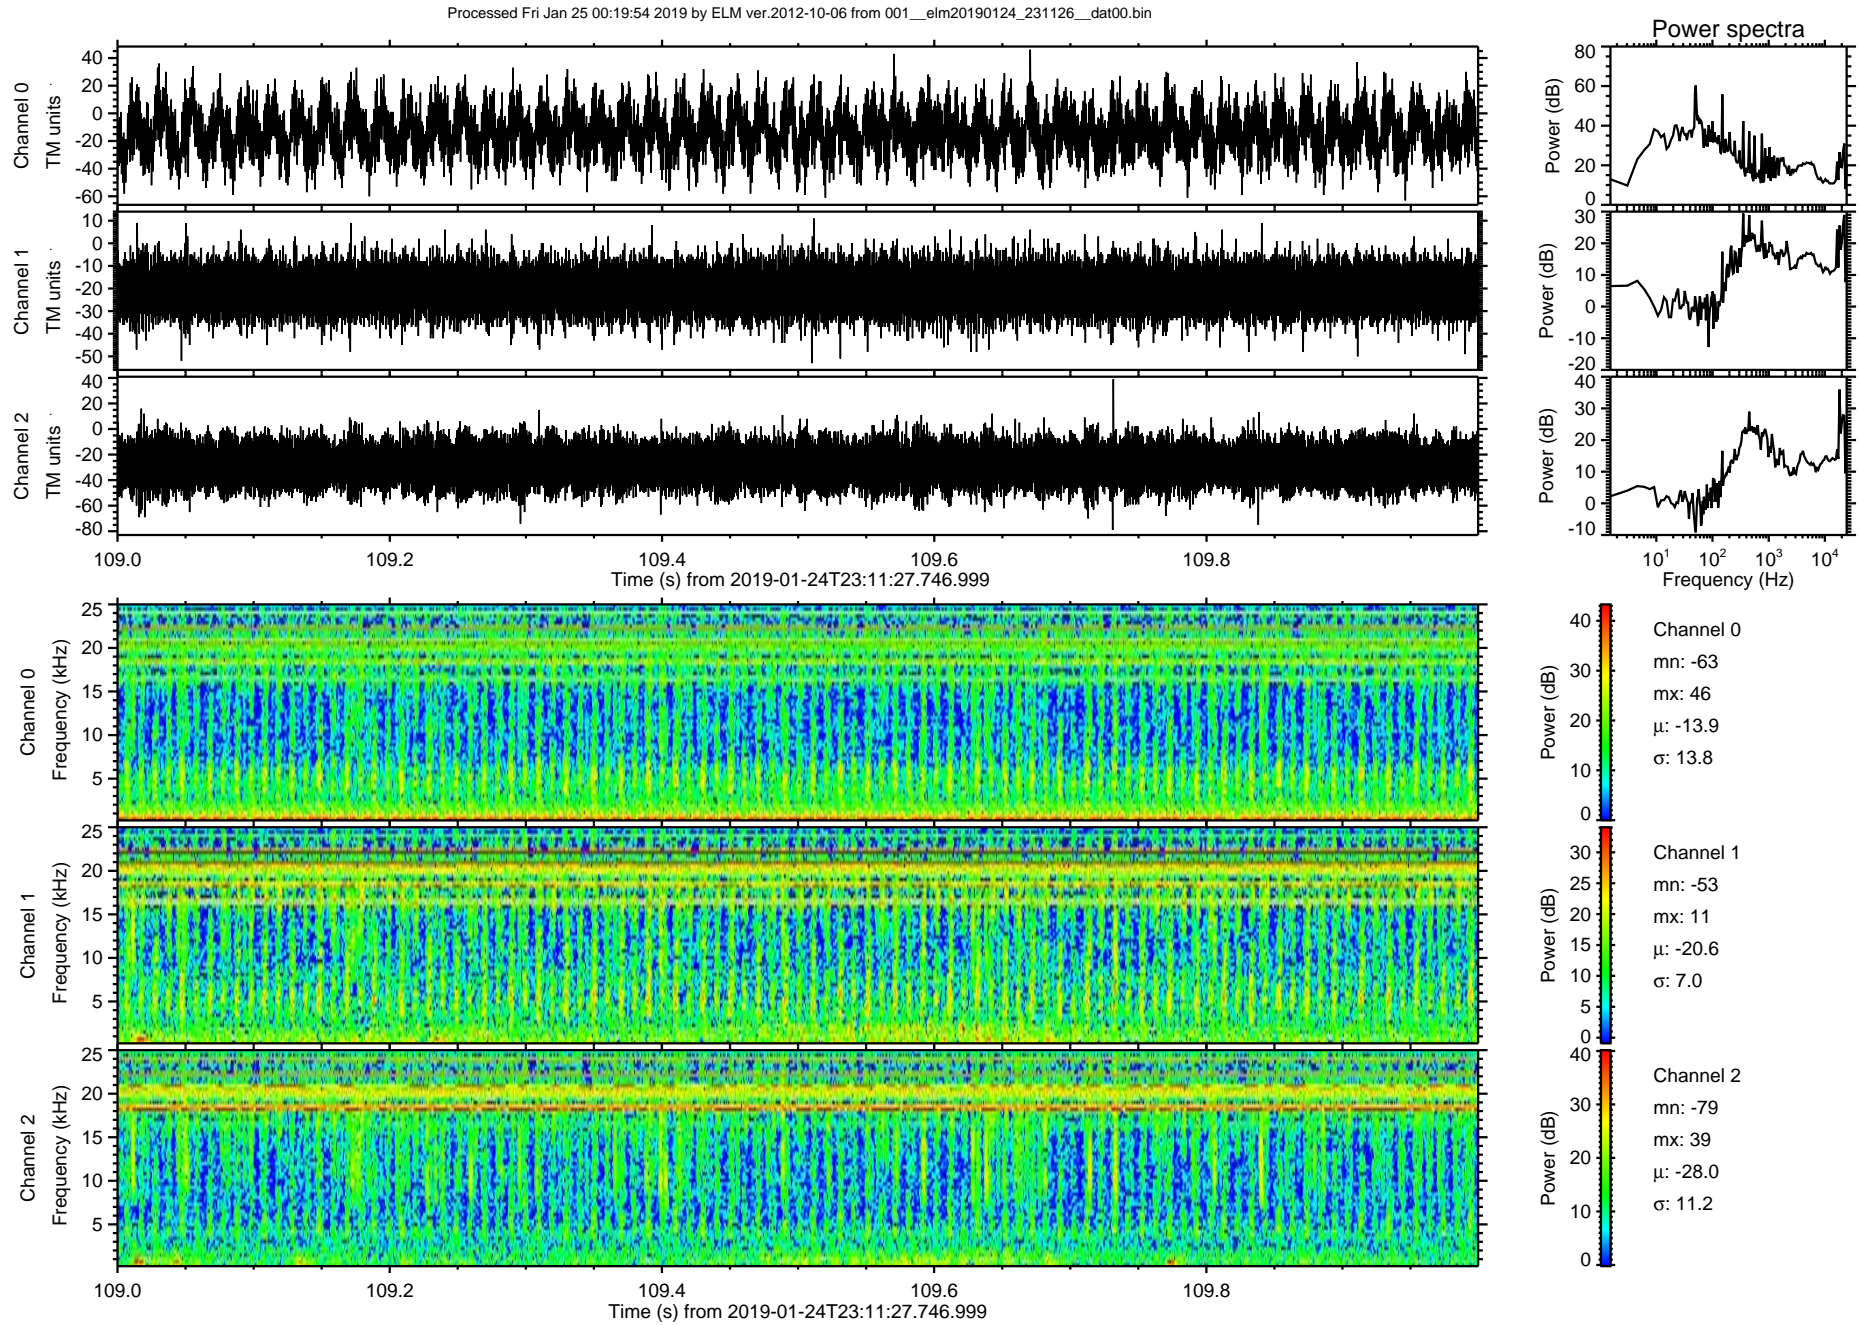 Processed Fri Jan 25 00:19:54 2019 by ELM ver.2012-10-06 from 001__elm20190124_231126__dat00.bin
Power spectra
Channel 0
TM units
40
20
0
-20
-40
-60
Power (dB)
80
60
40
20
0
Channel 1
TM units
10
0
-10
-20
-30
-40
-50
Power (dB)
30
20
10
0
-10
-20
Channel 2
TM units
40
20
0
-20
-40
-60
-80
Power (dB)
40
30
20
10
0
-10
109.0 109.2 109.4 109.6 109.8
Time (s) from 2019-01-24T23:11:27.746.999
10^1 10^2 10^3 10^4
Frequency (Hz)
Channel 0
Frequency (kHz)
25
20
15
10
5
Power (dB)
40
30
20
10
0
Channel 0
mn: -63
mx: 46
μ: -13.9
σ: 13.8
Channel 1
Frequency (kHz)
25
20
15
10
5
Power (dB)
30
25
20
15
10
5
0
Channel 1
mn: -53
mx: 11
μ: -20.6
σ: 7.0
Channel 2
Frequency (kHz)
25
20
15
10
5
Power (dB)
40
30
20
10
0
Channel 2
mn: -79
mx: 39
μ: -28.0
σ: 11.2
109.0 109.2 109.4 109.6 109.8
Time (s) from 2019-01-24T23:11:27.746.999